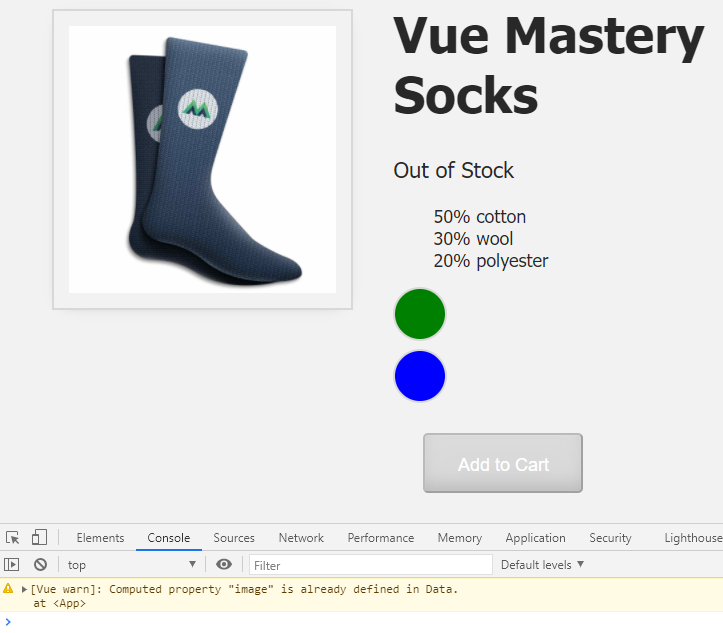 Vue Mastery
Socks
Out of Stock
50% cotton
30% wool
20% polyester
Add to Cart
Elements Console Sources Network Performance Memory Application Security Lighthouse
top ▼ Filter Default levels ▼
[Vue warn]: Computed property "image" is already defined in Data.
at <App>